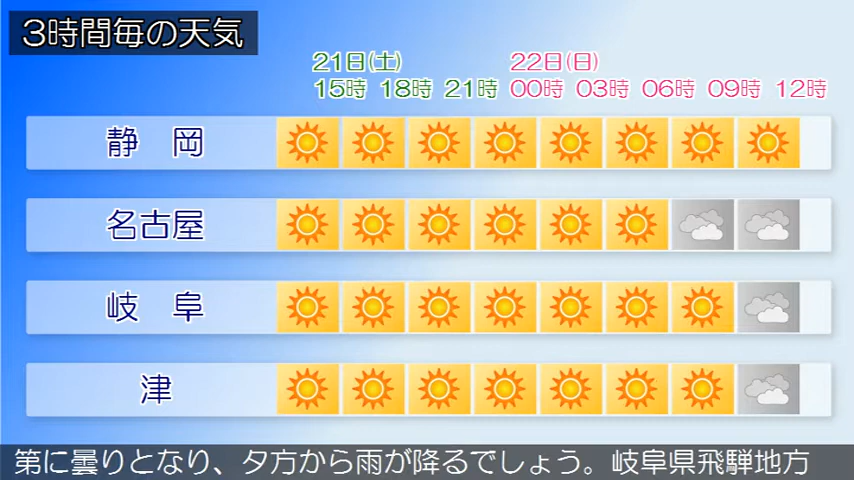 3時間毎の天気
21日(土) 22日(日)
15時 18時 21時 00時 03時 06時 09時 12時
静 岡
名古屋
岐 阜
津
第に曇りとなり、夕方から雨が降るでしょう。岐阜県飛騨地方